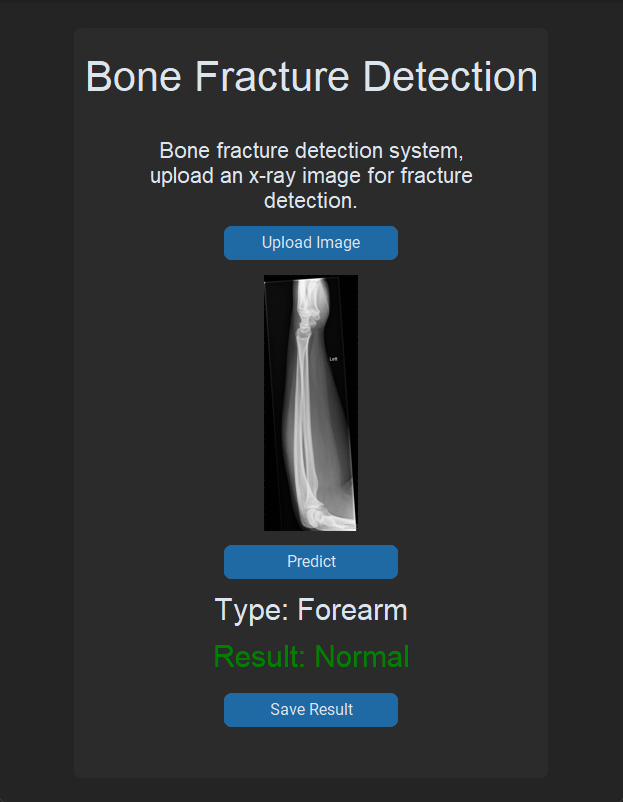 Bone Fracture Detection
Bone fracture detection system,
upload an x-ray image for fracture
detection.
Upload Image
Left
Predict
Type: Forearm
Result: Normal
Save Result